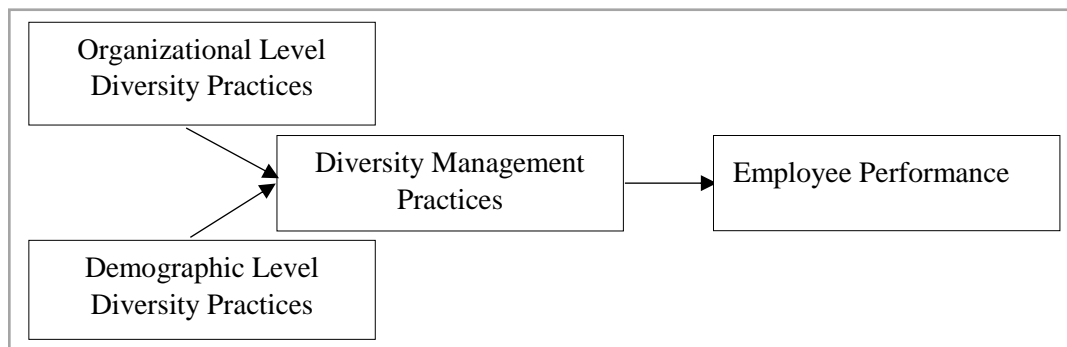 Organizational Level
Diversity Practices
Diversity Management
Practices
Employee Performance
Demographic Level
Diversity Practices